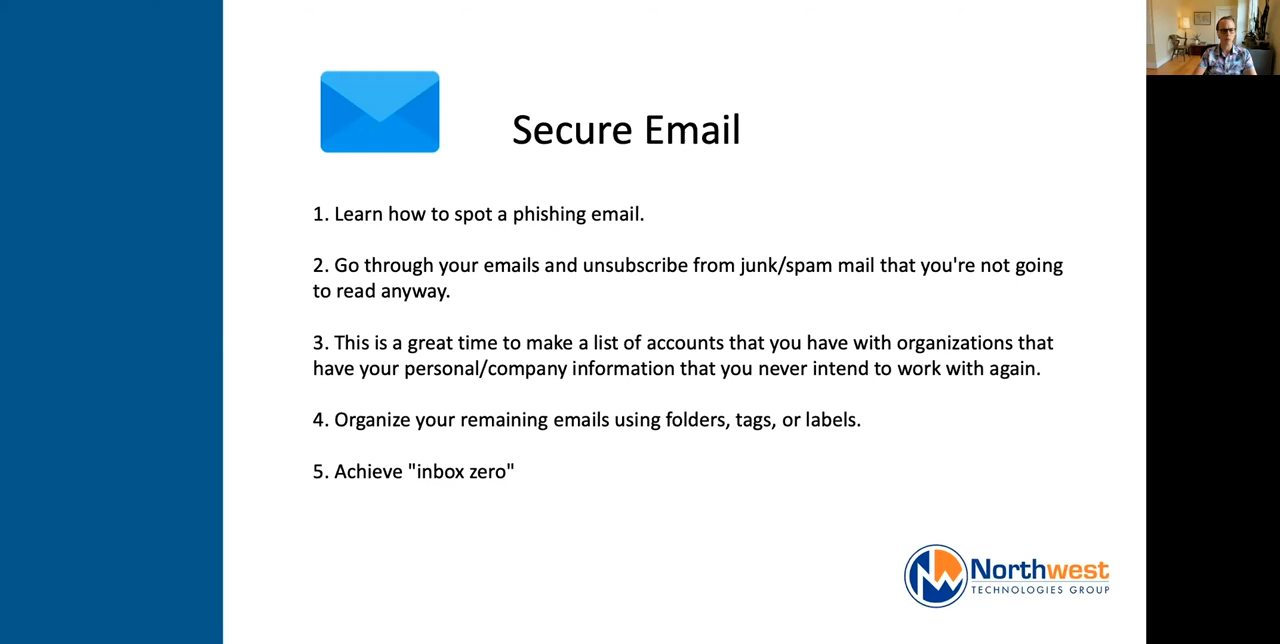 Secure Email
1. Learn how to spot a phishing email.
2. Go through your emails and unsubscribe from junk/spam mail that you're not going
to read anyway.
3. This is a great time to make a list of accounts that you have with organizations that
have your personal/company information that you never intend to work with again.
4. Organize your remaining emails using folders, tags, or labels.
5. Achieve "inbox zero"
NW
Northwest
TECHNOLOGIES GROUP